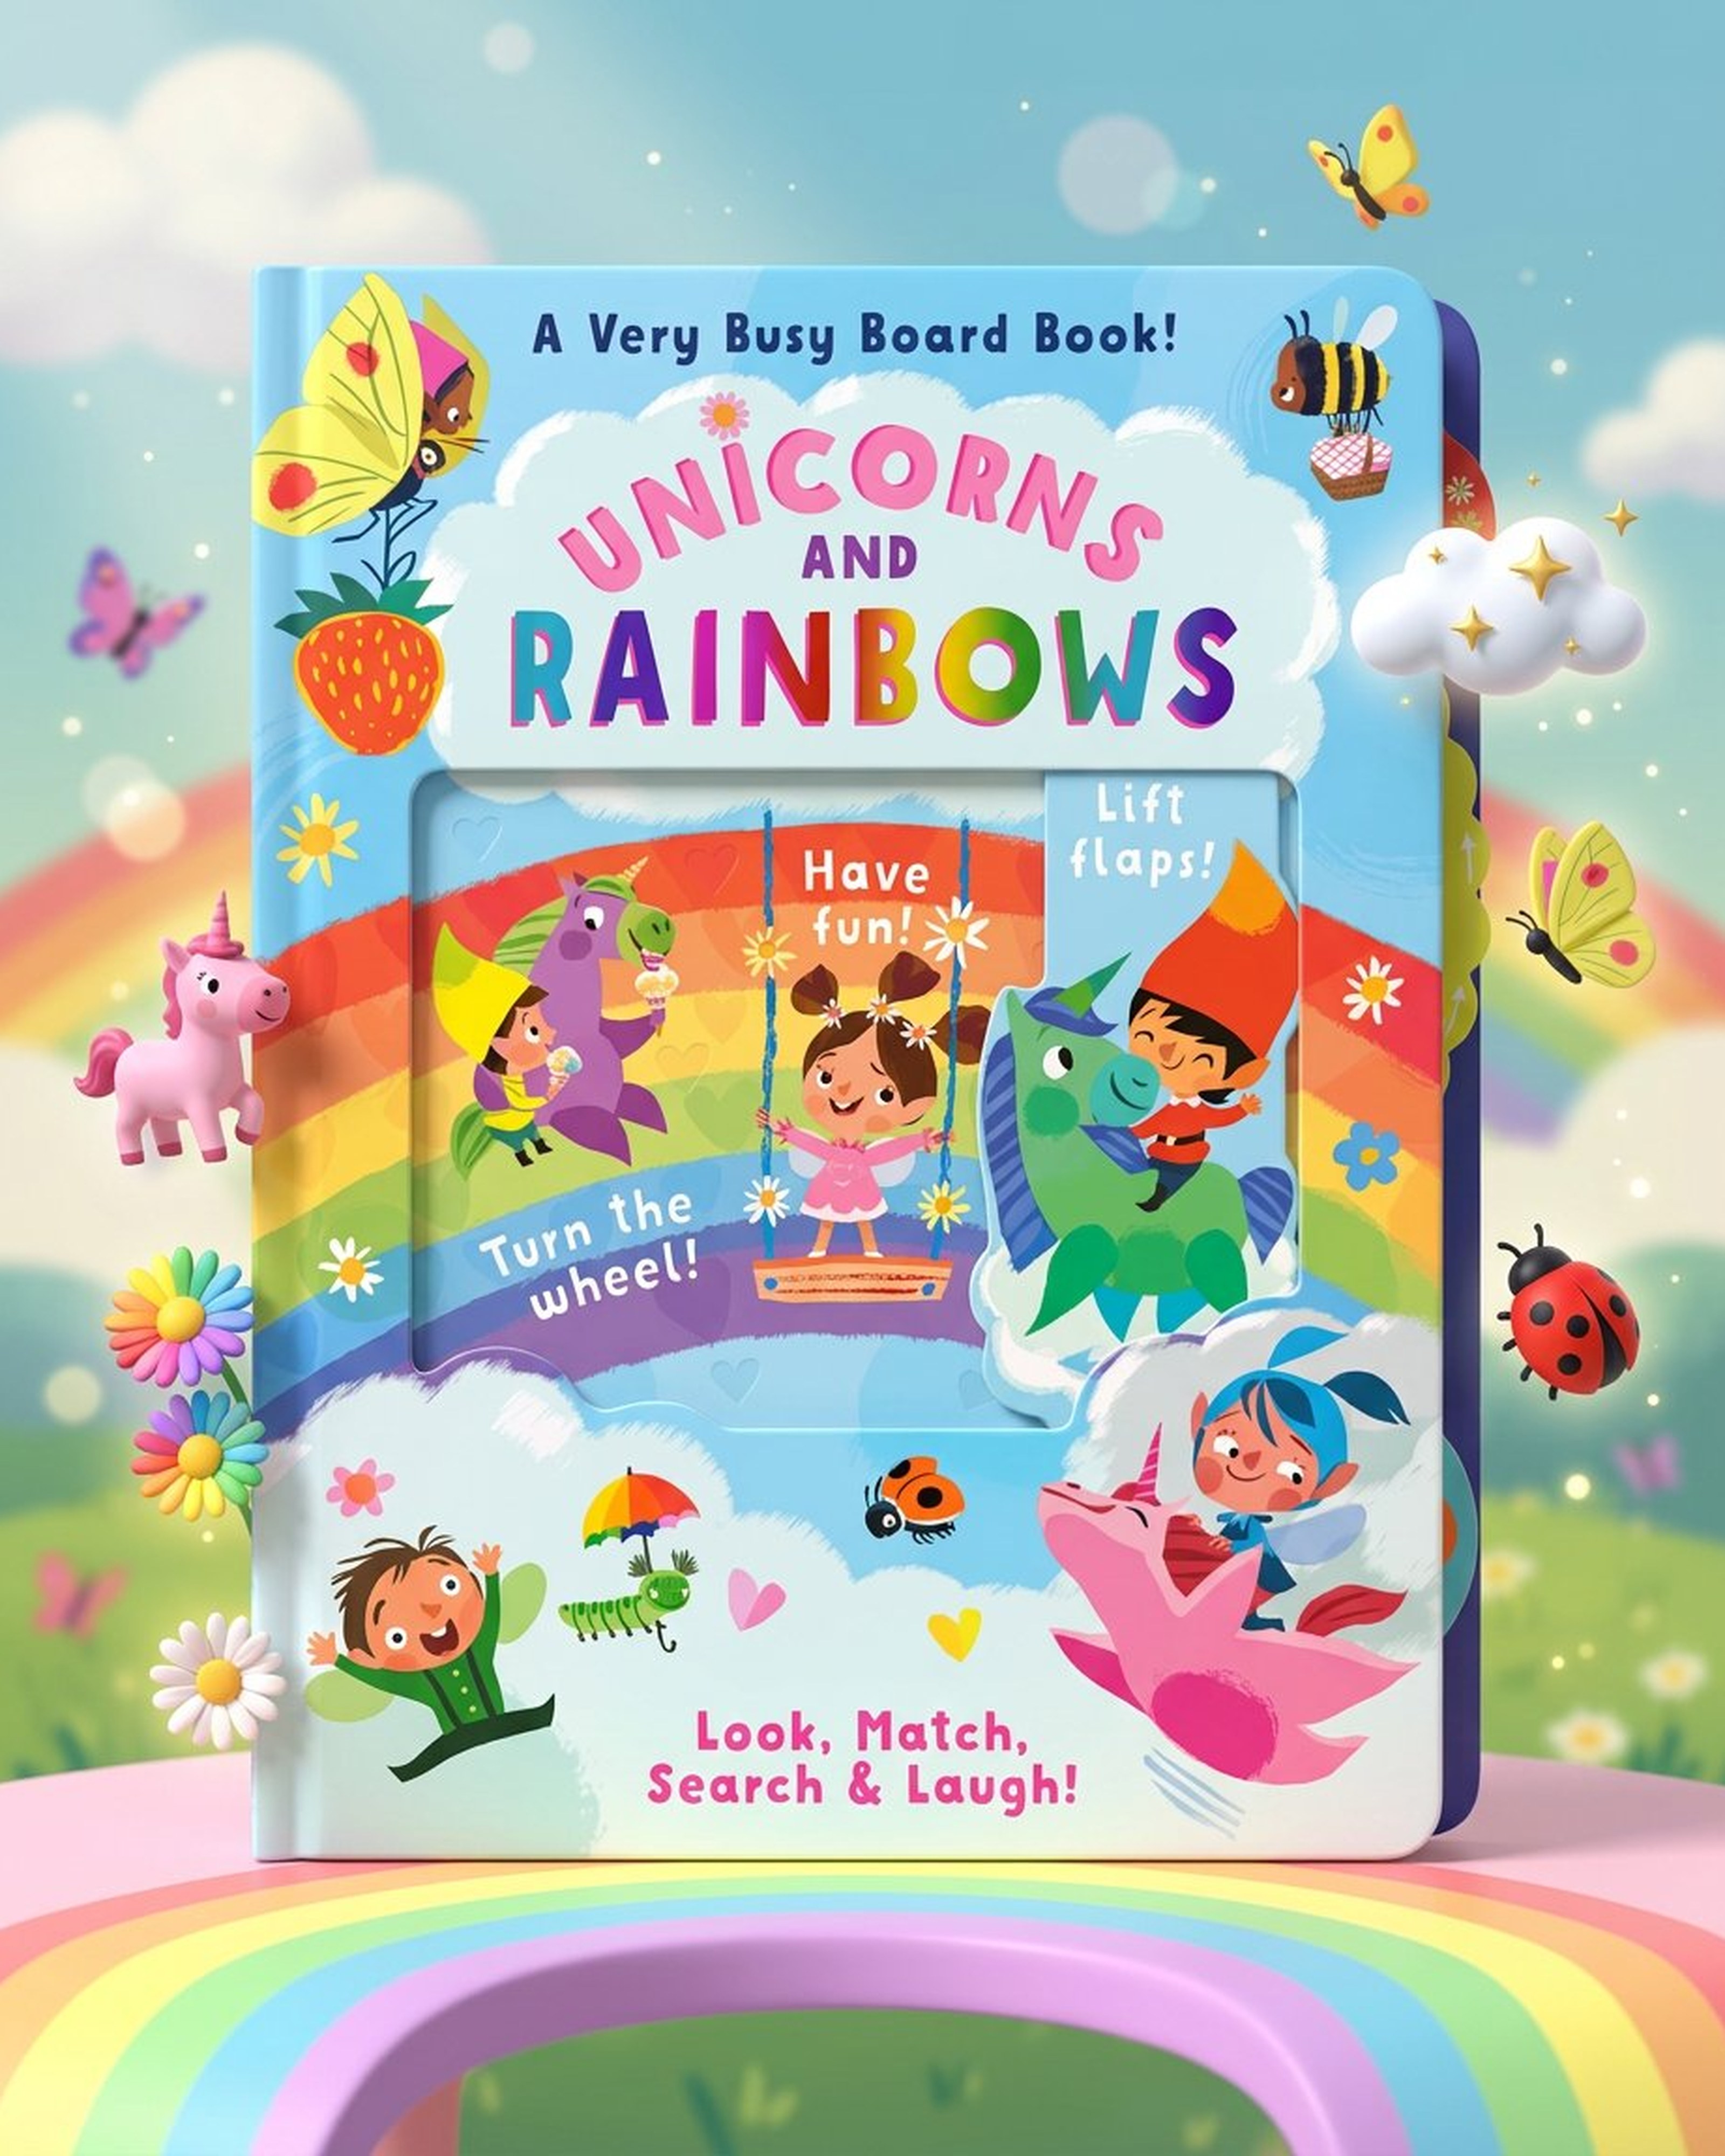 A Very Busy Board Book!
UNiCORNS
AND
RAINBOWS
Lift
flaps!
Have
fun!
Turn the
wheel!
Look, Match,
Search & Laugh!